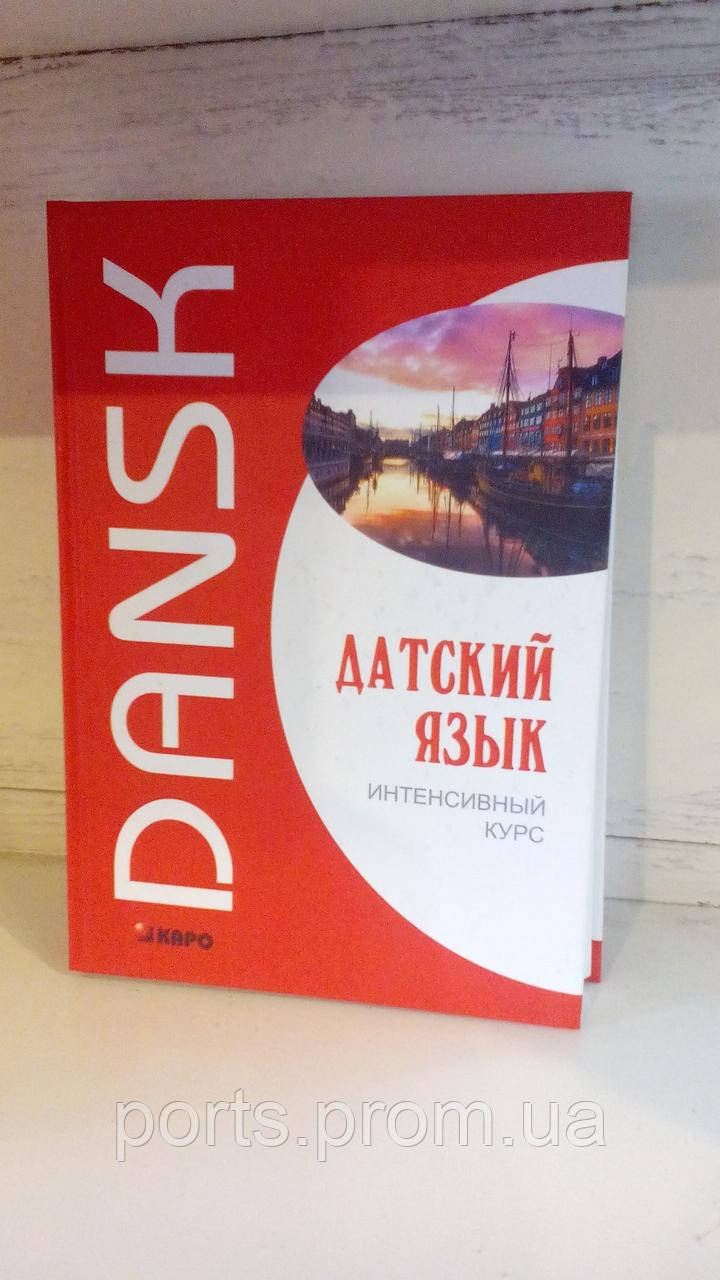 DANSK
ДАТСКИЙ
ЯЗЫК
ИНТЕНСИВНЫЙ
КУРС
КАРО
ports.prom.ua